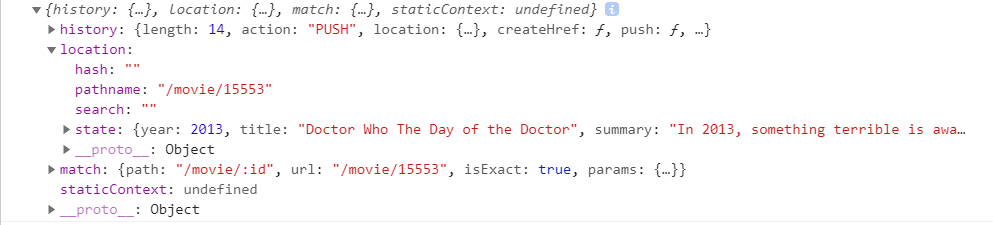 {history: {…}, location: {…}, match: {…}, staticContext: undefined} i
history: {length: 14, action: "PUSH", location: {…}, createHref: ƒ, push: ƒ, …}
location:
hash: ""
pathname: "/movie/15553"
search: ""
state: {year: 2013, title: "Doctor Who The Day of the Doctor", summary: "In 2013, something terrible is awa…
__proto__: Object
match: {path: "/movie/:id", url: "/movie/15553", isExact: true, params: {…}}
staticContext: undefined
__proto__: Object